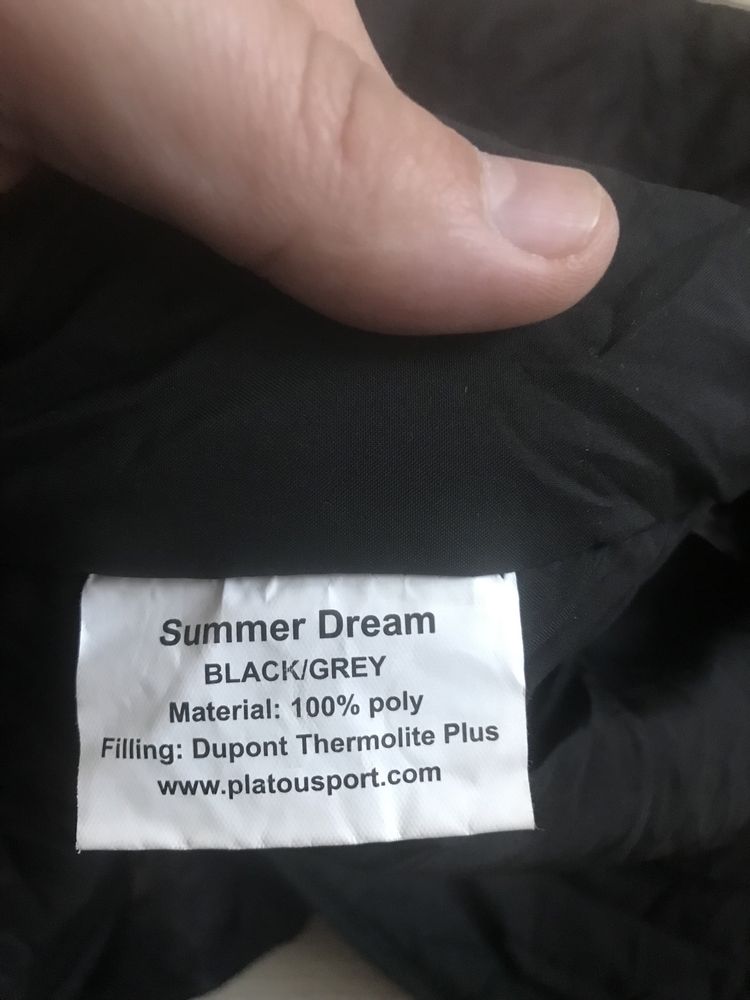 Summer Dream
BLACK/GREY
Material: 100% poly
Filling: Dupont Thermolite Plus
www.platousport.com